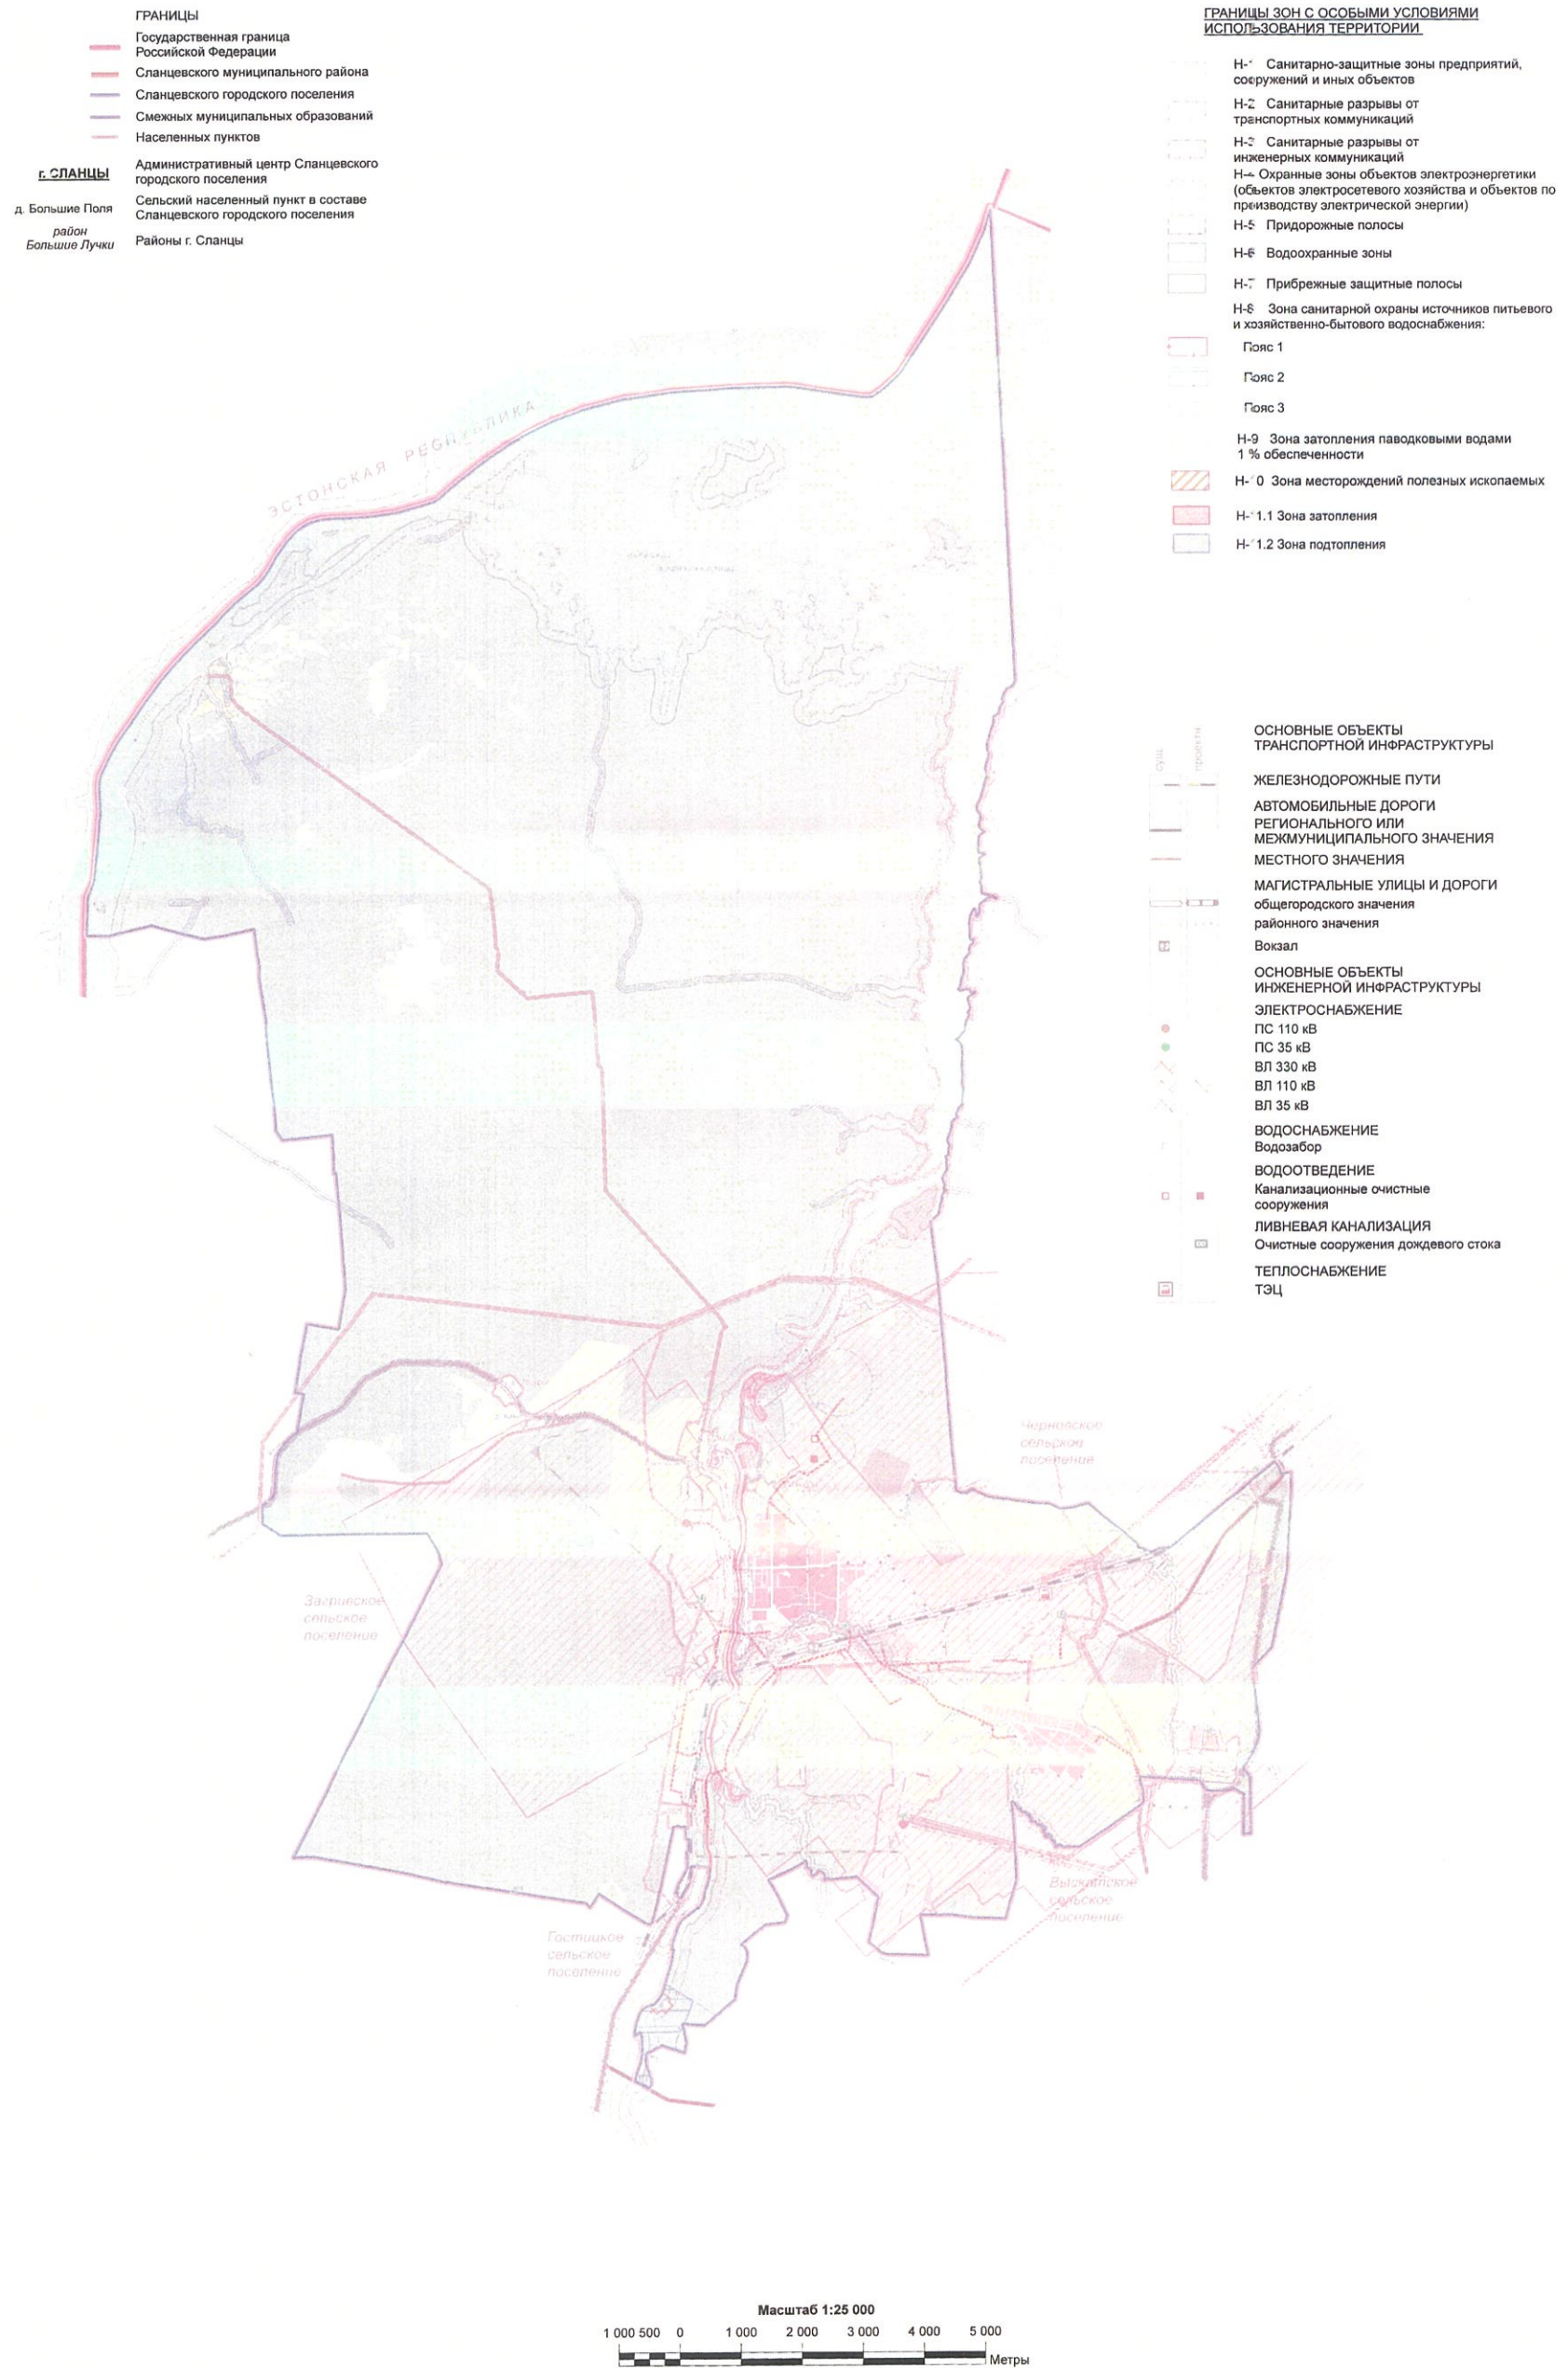 ГРАНИЦЫ
Государственная граница
Российской Федерации
Сланцевского муниципального района
Сланцевского городского поселения
Смежных муниципальных образований
Населенных пунктов
г. СЛАНЦЫ
Административный центр Сланцевского
городского поселения
д. Большие Поля
Сельский населенный пункт в составе
Сланцевского городского поселения
район
Большие Лучки
Районы г. Сланцы
ГРАНИЦЫ ЗОН С ОСОБЫМИ УСЛОВИЯМИ
ИСПОЛЬЗОВАНИЯ ТЕРРИТОРИИ
Н-1 Санитарно-защитные зоны предприятий,
сооружений и иных объектов
Н-2 Санитарные разрывы от
транспортных коммуникаций
Н-3 Санитарные разрывы от
инженерных коммуникаций
Н-4 Охранные зоны объектов электроэнергетики
(объектов электросетевого хозяйства и объектов по
производству электрической энергии)
Н-5 Придорожные полосы
Н-6 Водоохранные зоны
Н-7 Прибрежные защитные полосы
Н-8 Зона санитарной охраны источников питьевого
и хозяйственно-бытового водоснабжения:
Пояс 1
Пояс 2
Пояс 3
Н-9 Зона затопления паводковыми водами
1 % обеспеченности
Н-10 Зона месторождений полезных ископаемых
Н-11.1 Зона затопления
Н-11.2 Зона подтопления
ЭСТОНСКАЯ РЕСПУБЛИКА
сущ.
проектн.
ОСНОВНЫЕ ОБЪЕКТЫ
ТРАНСПОРТНОЙ ИНФРАСТРУКТУРЫ
ЖЕЛЕЗНОДОРОЖНЫЕ ПУТИ
АВТОМОБИЛЬНЫЕ ДОРОГИ
РЕГИОНАЛЬНОГО ИЛИ
МЕЖМУНИЦИПАЛЬНОГО ЗНАЧЕНИЯ
МЕСТНОГО ЗНАЧЕНИЯ
МАГИСТРАЛЬНЫЕ УЛИЦЫ И ДОРОГИ
общегородского значения
районного значения
Вокзал
ОСНОВНЫЕ ОБЪЕКТЫ
ИНЖЕНЕРНОЙ ИНФРАСТРУКТУРЫ
ЭЛЕКТРОСНАБЖЕНИЕ
ПС 110 кВ
ПС 35 кВ
ВЛ 330 кВ
ВЛ 110 кВ
ВЛ 35 кВ
ВОДОСНАБЖЕНИЕ
Водозабор
ВОДООТВЕДЕНИЕ
Канализационные очистные
сооружения
ЛИВНЕВАЯ КАНАЛИЗАЦИЯ
Очистные сооружения дождевого стока
ТЕПЛОСНАБЖЕНИЕ
ТЭЦ
Черновское
сельское
поселение
Загривское
сельское
поселение
Выскатское
сельское
поселение
Гостицкое
сельское
поселение
Масштаб 1:25 000
1 000 500 0 1 000 2 000 3 000 4 000 5 000
Метры